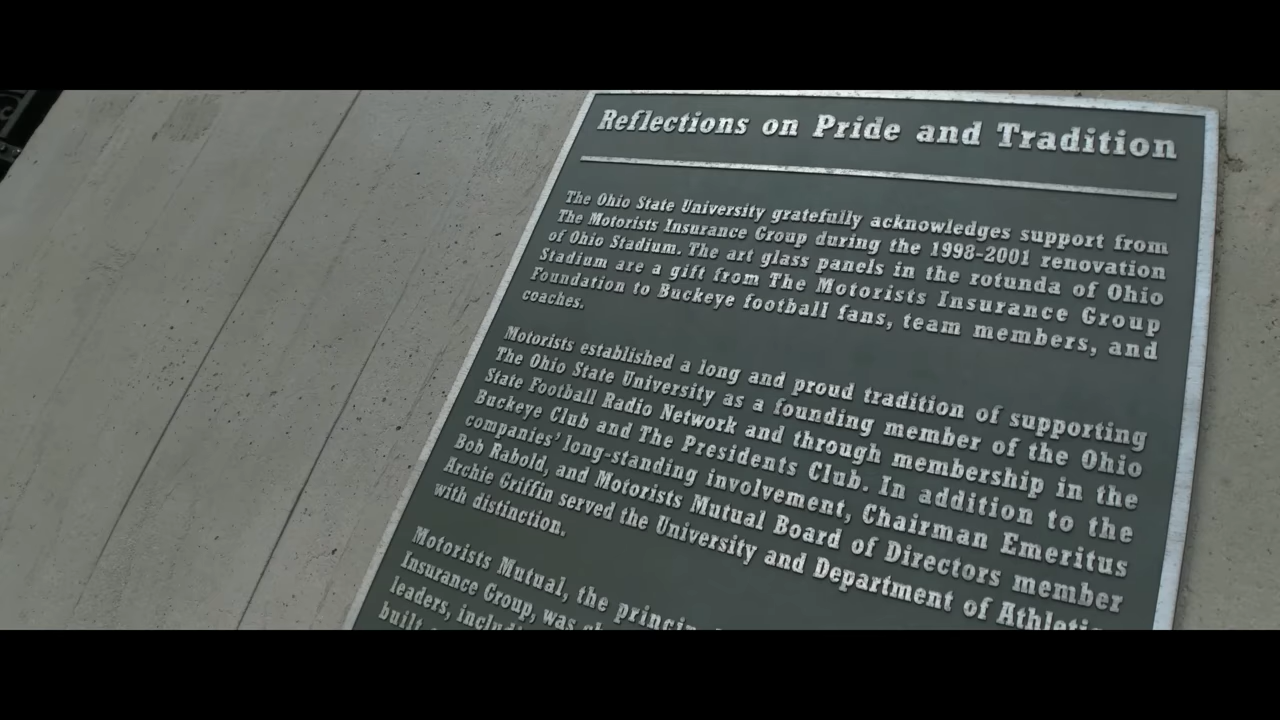 Reflections on Pride and Tradition
The Ohio State University gratefully acknowledges support from
The Motorists Insurance Group during the 1998-2001 renovation
of Ohio Stadium. The art glass panels in the rotunda of Ohio
Stadium are a gift from The Motorists Insurance Group
Foundation to Buckeye football fans, team members, and
coaches.
Motorists established a long and proud tradition of supporting
The Ohio State University as a founding member of the Ohio
State Football Radio Network and through membership in the
Buckeye Club and The Presidents Club. In addition to the
companies' long-standing involvement, Chairman Emeritus
Bob Rabold, and Motorists Mutual Board of Directors member
Archie Griffin served the University and Department of
with distinction.
Motorists Mutual, the
Insurance Group, was
leaders,
built